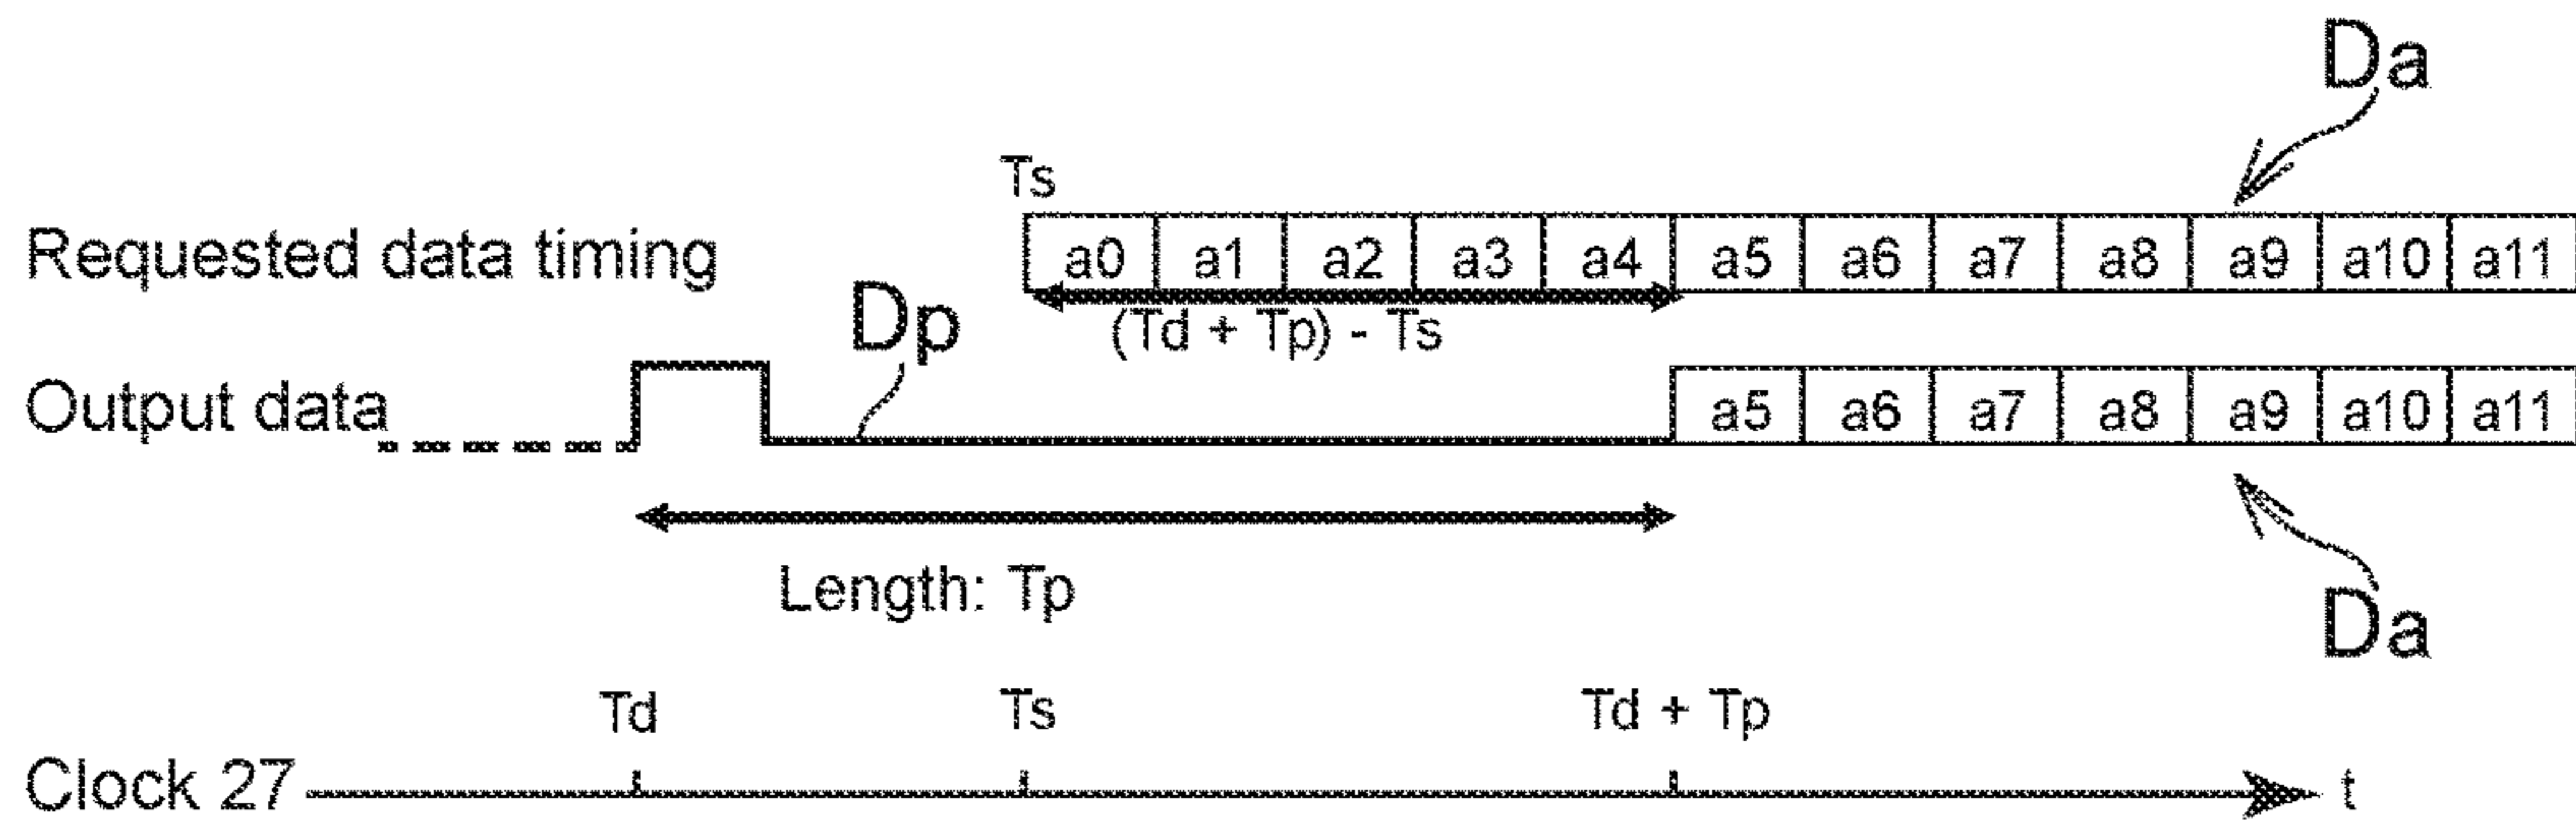 Da
Ts
Requested data timing a0 a1 a2 a3 a4 a5 a6 a7 a8 a9 a10 a11
Dp (Td + Tp) - Ts
Output data a5 a6 a7 a8 a9 a10 a11
Length: Tp
Da
Td Ts Td + Tp
Clock 27 t